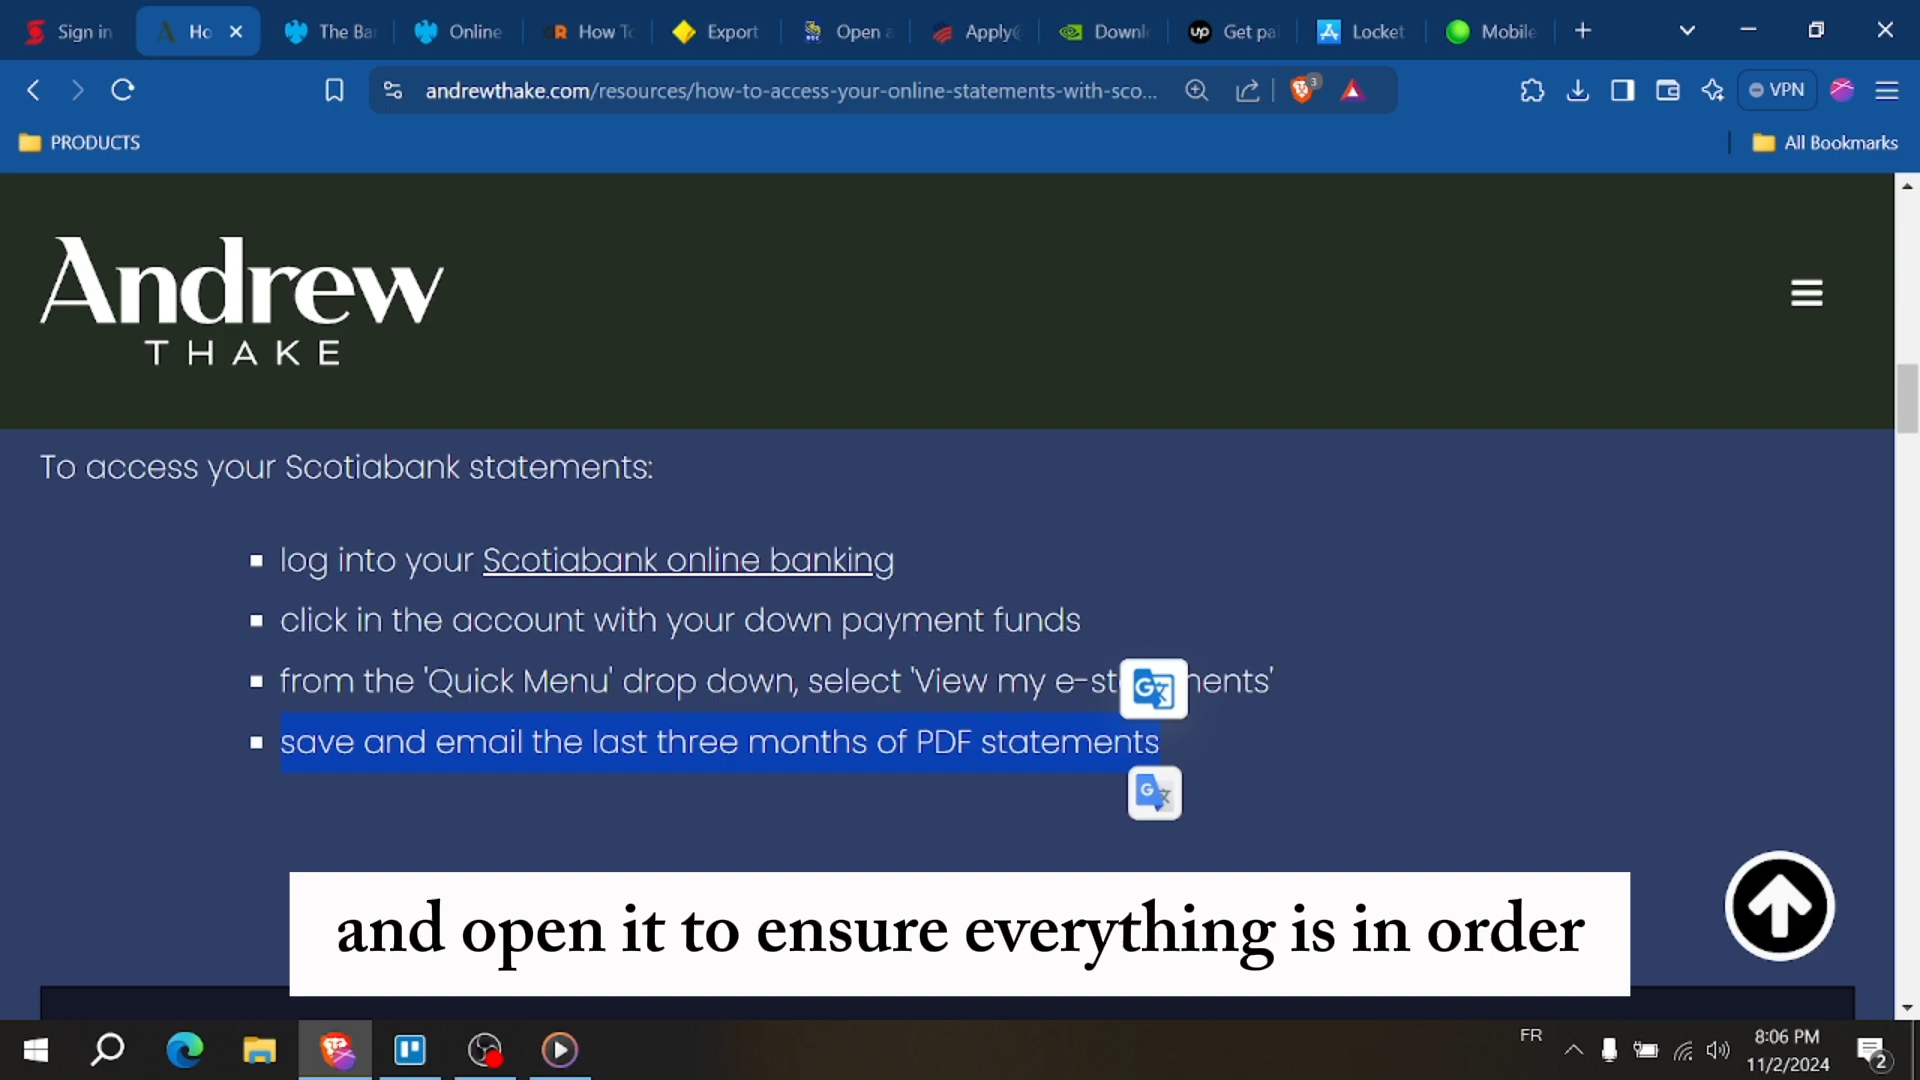 Sign in
Ho
The Ba
Online
How To
Export
Open a
Apply
Downl
Get pai
Locket
Mobile
andrewthake.com/resources/how-to-access-your-online-statements-with-sco...
3
VPN
PRODUCTS
All Bookmarks
Andrew
THAKE
To access your Scotiabank statements:
log into your Scotiabank online banking
click in the account with your down payment funds
from the 'Quick Menu' drop down, select 'View my e-st ments'
save and email the last three months of PDF statements
and open it to ensure everything is in order
FR
8:06 PM
11/2/2024
2